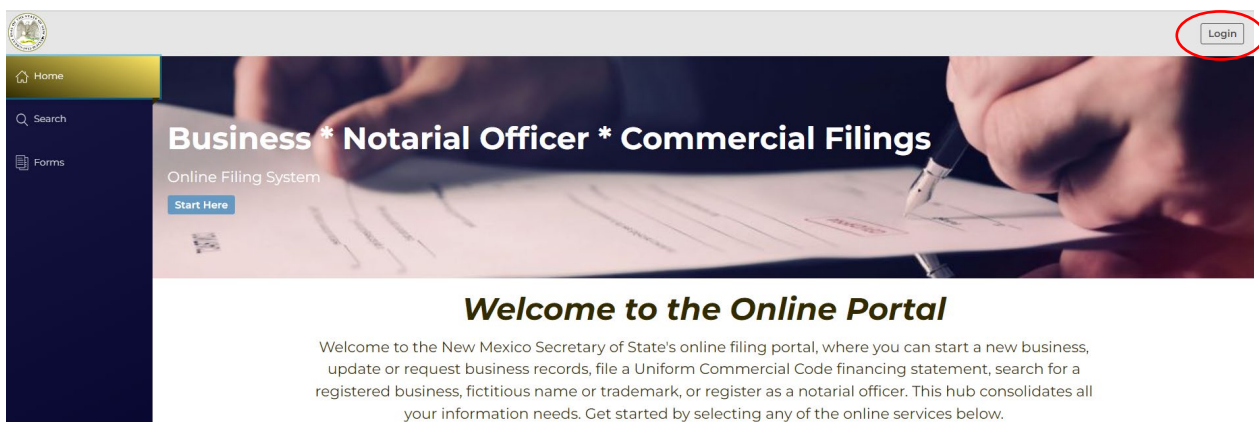 Login
Home
Search
Forms
Business * Notarial Officer * Commercial Filings
Online Filing System
Start Here
Welcome to the Online Portal
Welcome to the New Mexico Secretary of State's online filing portal, where you can start a new business,
update or request business records, file a Uniform Commercial Code financing statement, search for a
registered business, fictitious name or trademark, or register as a notarial officer. This hub consolidates all
your information needs. Get started by selecting any of the online services below.